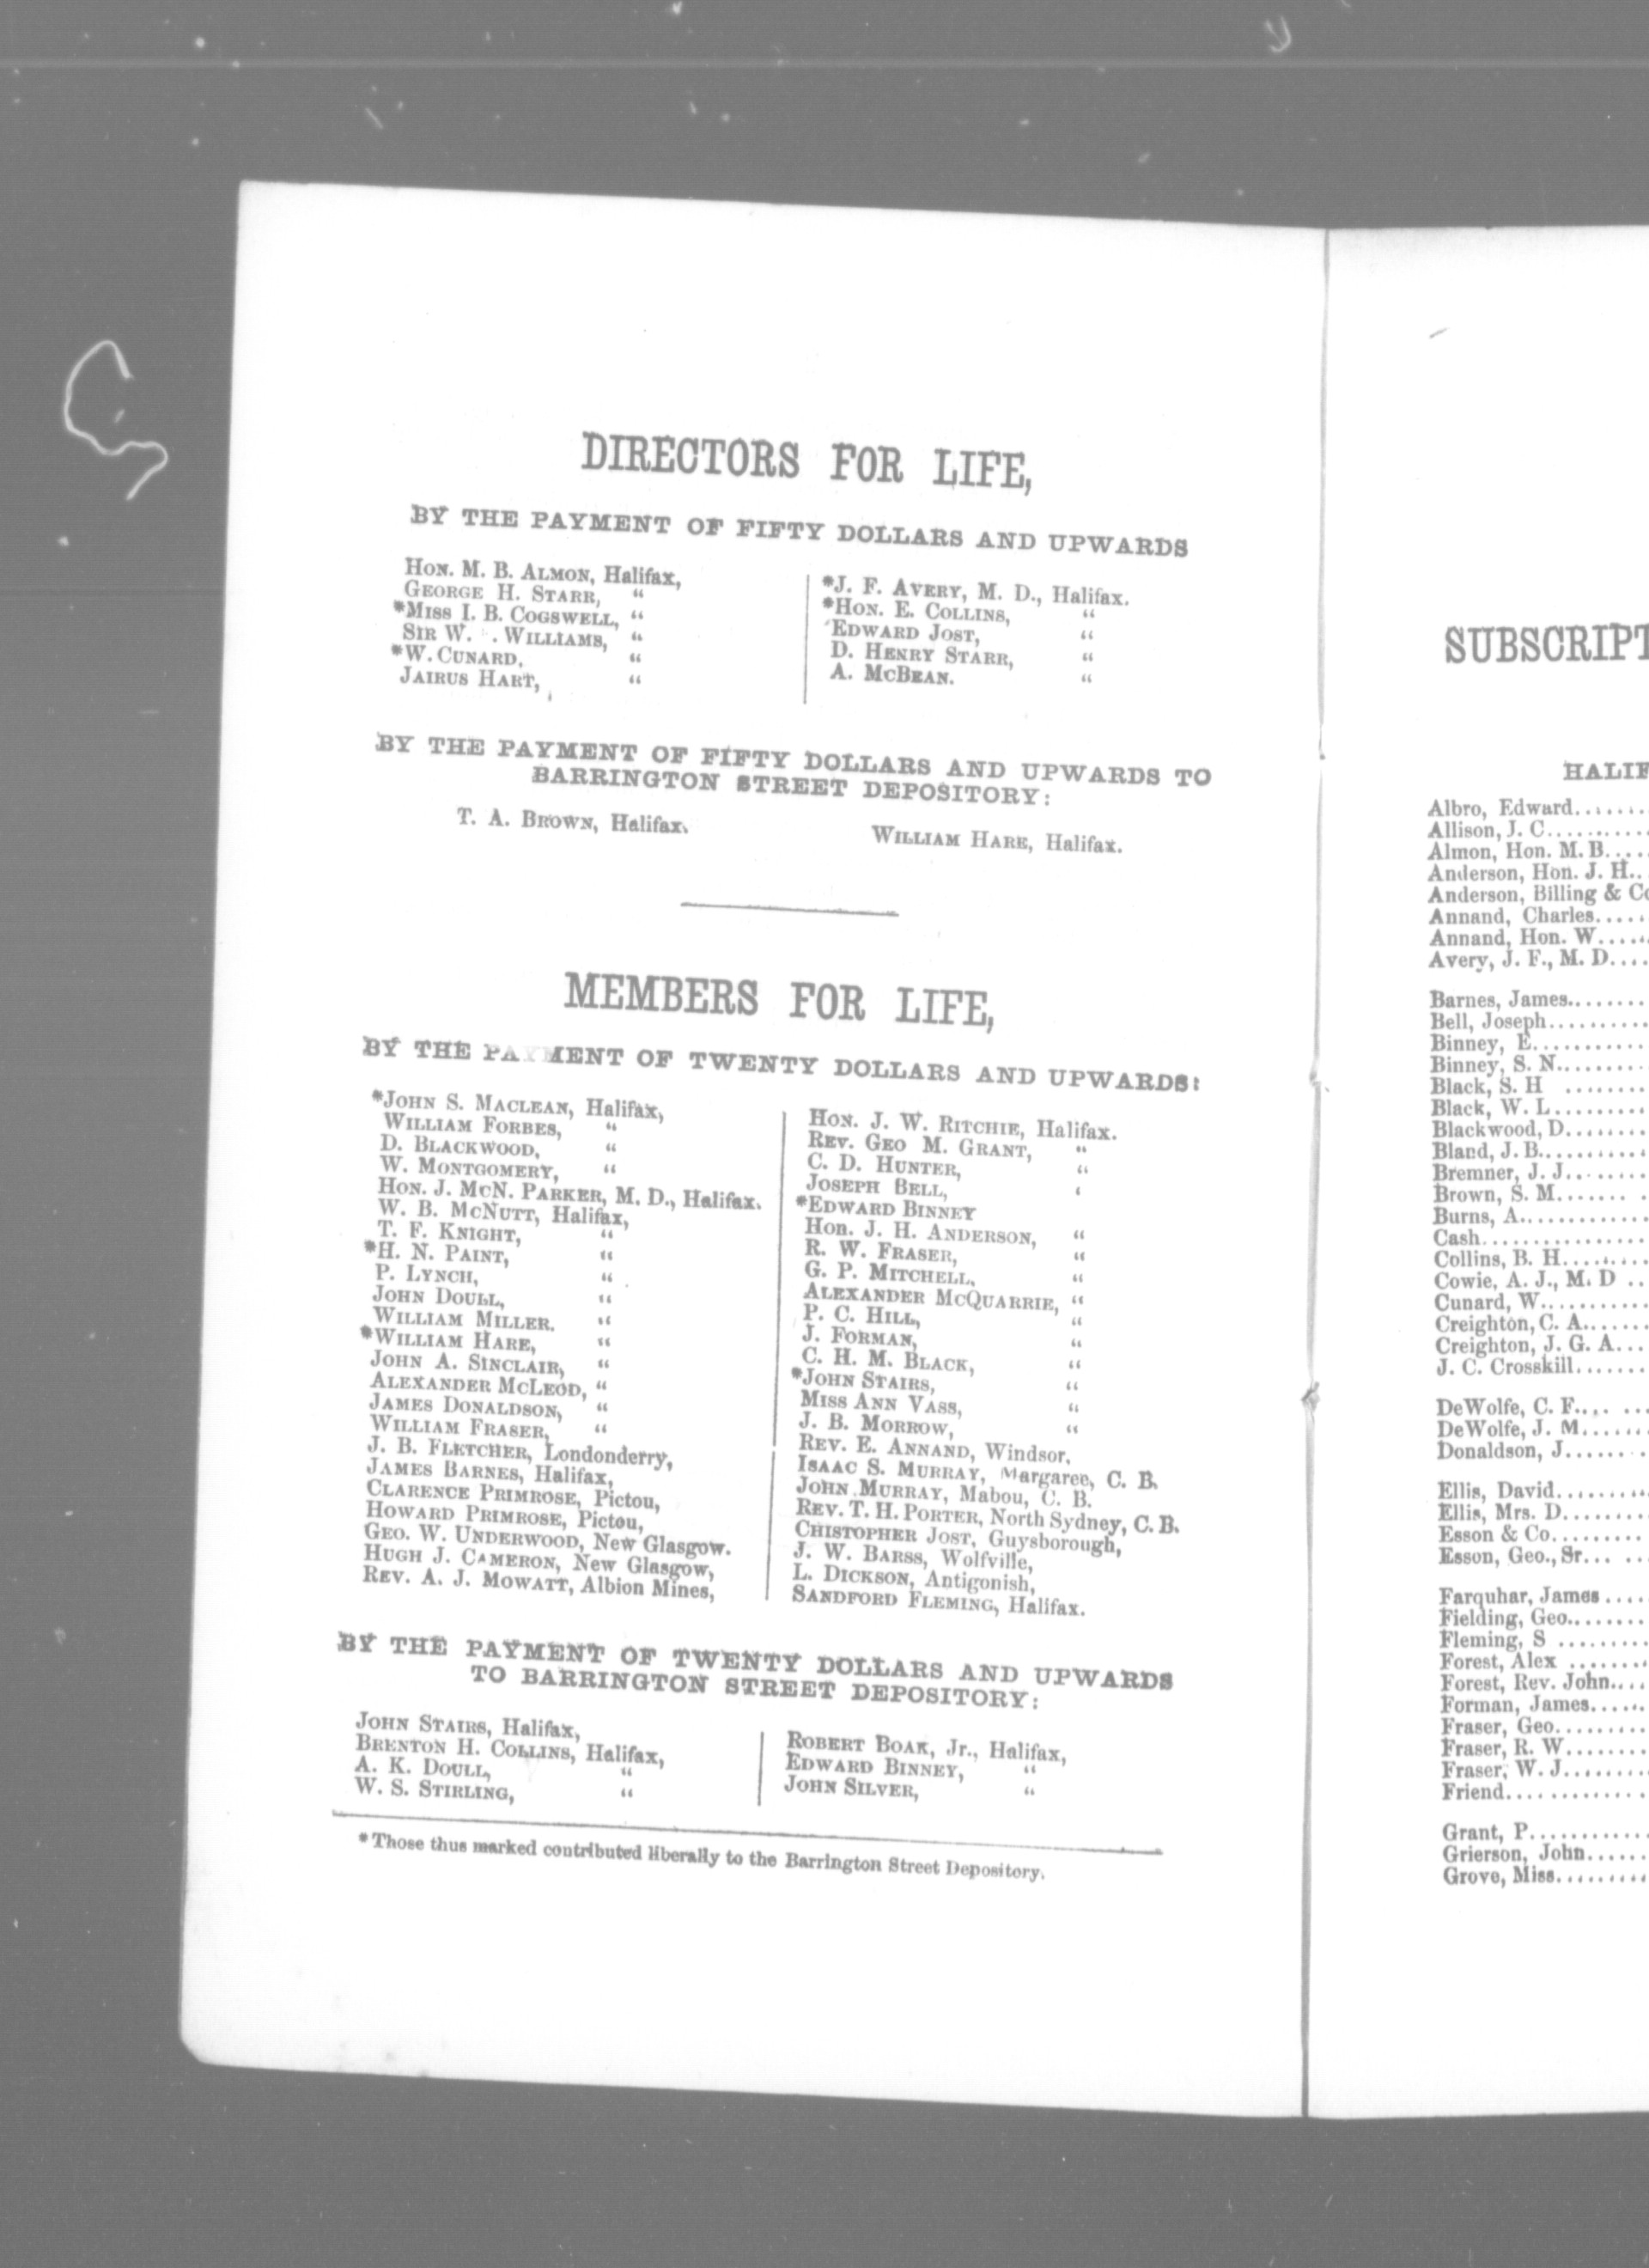 DIRECTORS FOR LIFE,
BY THE PAYMENT OF FIFTY DOLLARS AND UPWARDS
HON. M. B. ALMON, Halifax,
GEORGE H. STARR, “
*MISS I. B. COGSWELL, “
SIR W. . WILLIAMS, “
*W. CUNARD, “
JAIRUS HART, “
*J. F. AVERY, M. D., Halifax.
*HON. E. COLLINS, “
EDWARD JOST, “
D. HENRY STARR, “
A. MCBEAN. “
BY THE PAYMENT OF FIFTY DOLLARS AND UPWARDS TO
BARRINGTON STREET DEPOSITORY:
T. A. BROWN, Halifax.
WILLIAM HARE, Halifax.
MEMBERS FOR LIFE,
BY THE PAYMENT OF TWENTY DOLLARS AND UPWARDS:
*JOHN S. MACLEAN, Halifax,
WILLIAM FORBES, “
D. BLACKWOOD, “
W. MONTGOMERY, “
HON. J. MCN. PARKER, M. D., Halifax.
W. B. MCNUTT, Halifax,
T. F. KNIGHT, “
*H. N. PAINT, “
P. LYNCH, “
JOHN DOULL, “
WILLIAM MILLER. “
*WILLIAM HARE, “
JOHN A. SINCLAIR, “
ALEXANDER MCLEOD, “
JAMES DONALDSON, “
WILLIAM FRASER, “
J. B. FLETCHER, Londonderry,
JAMES BARNES, Halifax,
CLARENCE PRIMROSE, Pictou,
HOWARD PRIMROSE, Pictou,
GEO. W. UNDERWOOD, New Glasgow.
HUGH J. CAMERON, New Glasgow,
REV. A. J. MOWATT, Albion Mines,
HON. J. W. RITCHIE, Halifax.
REV. GEO M. GRANT, “
C. D. HUNTER, “
JOSEPH BELL, ‘
*EDWARD BINNEY
HON. J. H. ANDERSON, “
R. W. FRASER, “
G. P. MITCHELL, “
ALEXANDER MCQUARRIE, “
P. C. HILL, “
J. FORMAN, “
C. H. M. BLACK, “
*JOHN STAIRS, “
MISS ANN VASS, “
J. B. MORROW, “
REV. E. ANNAND, Windsor,
ISAAC S. MURRAY, Margaree, C. B.
JOHN MURRAY, Mabou, C. B.
REV. T. H. PORTER, North Sydney, C. B.
CHISTOPHER JOST, Guysborough,
J. W. BARSS, Wolfville,
L. DICKSON, Antigonish,
SANDFORD FLEMING, Halifax.
BY THE PAYMENT OF TWENTY DOLLARS AND UPWARDS
TO BARRINGTON STREET DEPOSITORY:
JOHN STAIRS, Halifax,
BRENTON H. COLLINS, Halifax,
A. K. DOULL, “
W. S. STIRLING, “
ROBERT BOAK, Jr., Halifax,
EDWARD BINNEY, “
JOHN SILVER, “
*Those thus marked contributed liberally to the Barrington Street Depository.
SUBSCRIPT
HALIF
Albro, Edward......
Allison, J. C..........
Almon, Hon. M. B....
Anderson, Hon. J. H..
Anderson, Billing & Co
Annand, Charles.....
Annand, Hon. W.....
Avery, J. F., M. D....
Barnes, James........
Bell, Joseph..........
Binney, E...........
Binney, S. N........
Black, S. H ........
Black, W. L.........
Blackwood, D........
Bland, J. B..........
Bremner, J. J........
Brown, S. M....... .
Burns, A............
Cash...............
Collins, B. H........
Cowie, A. J., M. D ..
Cunard, W..........
Creighton, C. A......
Creighton, J. G. A...
J. C. Crosskill.......
DeWolfe, C. F.... ...
DeWolfe, J. M.......
Donaldson, J........
Ellis, David.........
Ellis, Mrs. D........
Esson & Co.........
Esson, Geo., Sr... ..
Farquhar, James ....
Fielding, Geo........
Fleming, S .........
Forest, Alex .......
Forest, Rev. John....
Forman, James......
Fraser, Geo.........
Fraser, R. W........
Fraser, W. J........
Friend.............
Grant, P...........
Grierson, John......
Grove, Miss.........